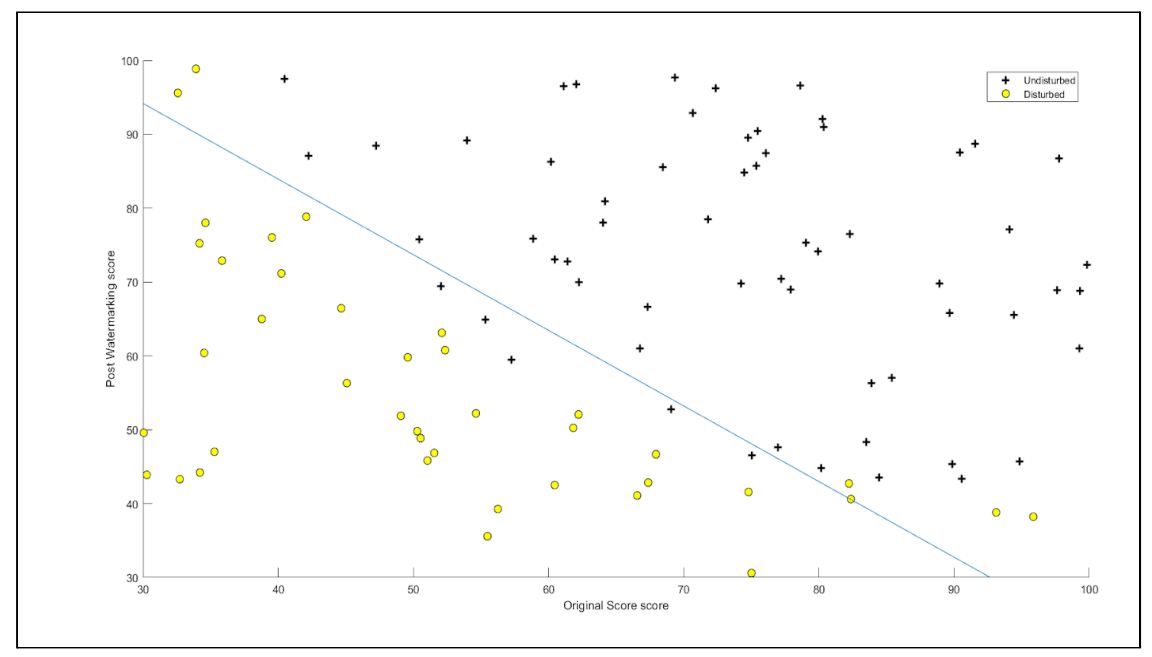 100
90
80
70
60
50
40
30
Post Watermarking score
30 40 50 60 70 80 90 100
Original Score score
Undisturbed
Disturbed